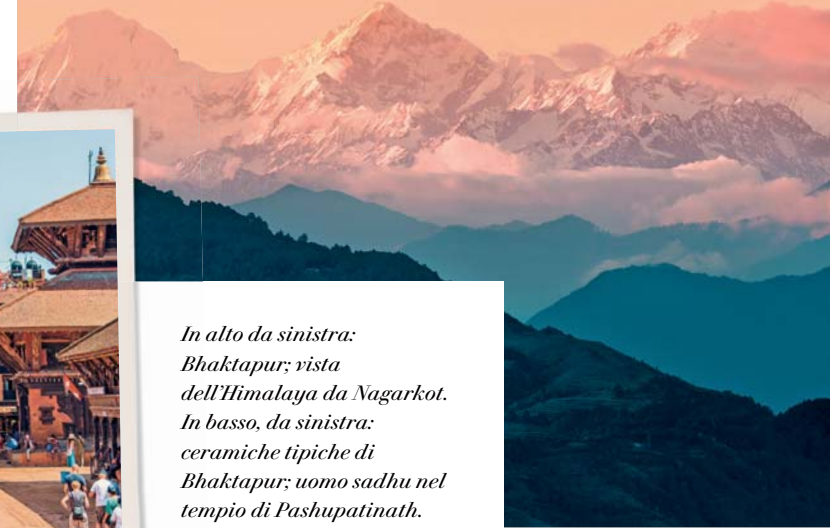 In alto da sinistra:
Bhaktapur; vista
dell'Himalaya da Nagarkot.
In basso, da sinistra:
ceramiche tipiche di
Bhaktapur; uomo sadhu nel
tempio di Pashupatinath.